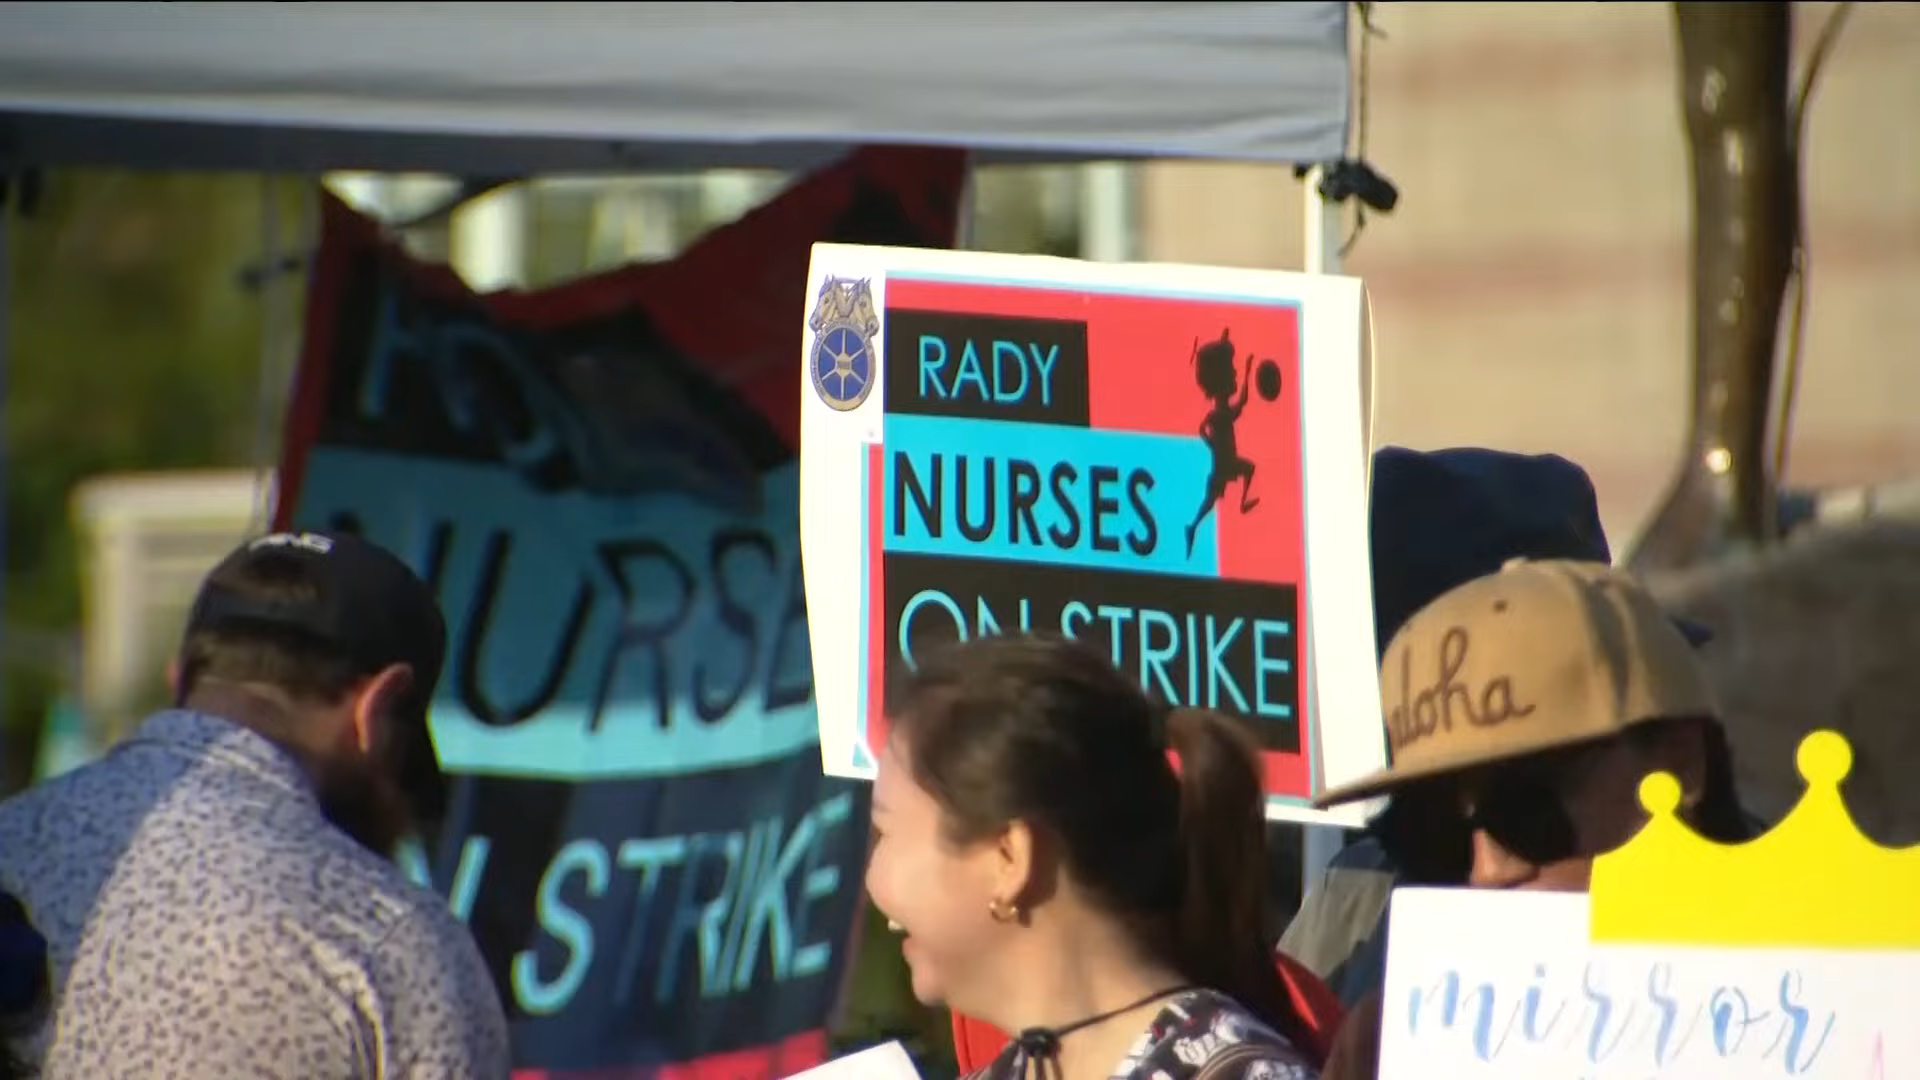 RADY
NURSES
ON STRIKE
NURSE
N STRIKE
aloha
mirror